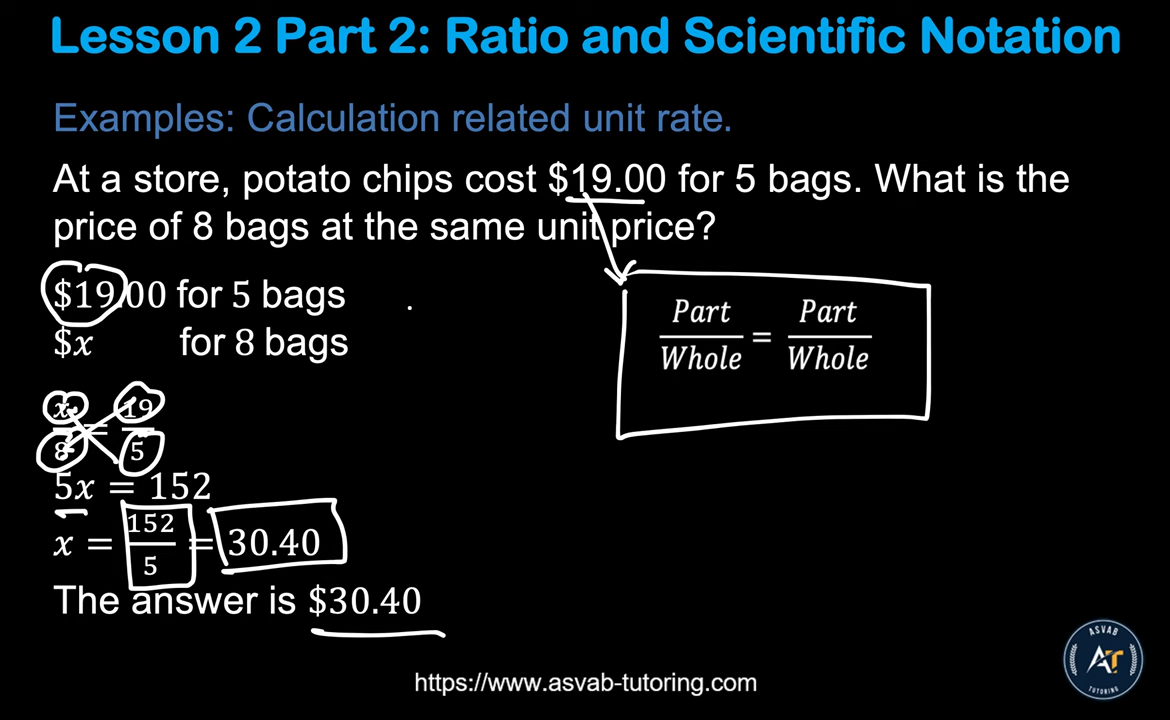 Lesson 2 Part 2: Ratio and Scientific Notation
Examples: Calculation related unit rate.
At a store, potato chips cost $19.00 for 5 bags. What is the
price of 8 bags at the same unit price?
$19.00 for 5 bags
$x for 8 bags
Part/Whole = Part/Whole
x/8 = 19/5
5x = 152
x = 152/5 = 30.40
The answer is $30.40
https://www.asvab-tutoring.com
ASVAB
AT
TUTORING